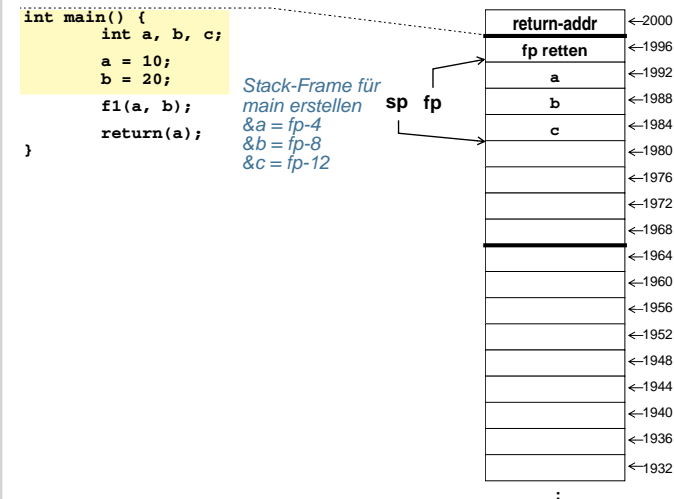 int main() {
int a, b, c;
a = 10;
b = 20;
f1(a, b);
return(a);
}
Stack-Frame für
main erstellen
&a = fp-4
&b = fp-8
&c = fp-12
sp fp
return-addr
fp retten
a
b
c
2000
1996
1992
1988
1984
1980
1976
1972
1968
1964
1960
1956
1952
1948
1944
1940
1936
1932